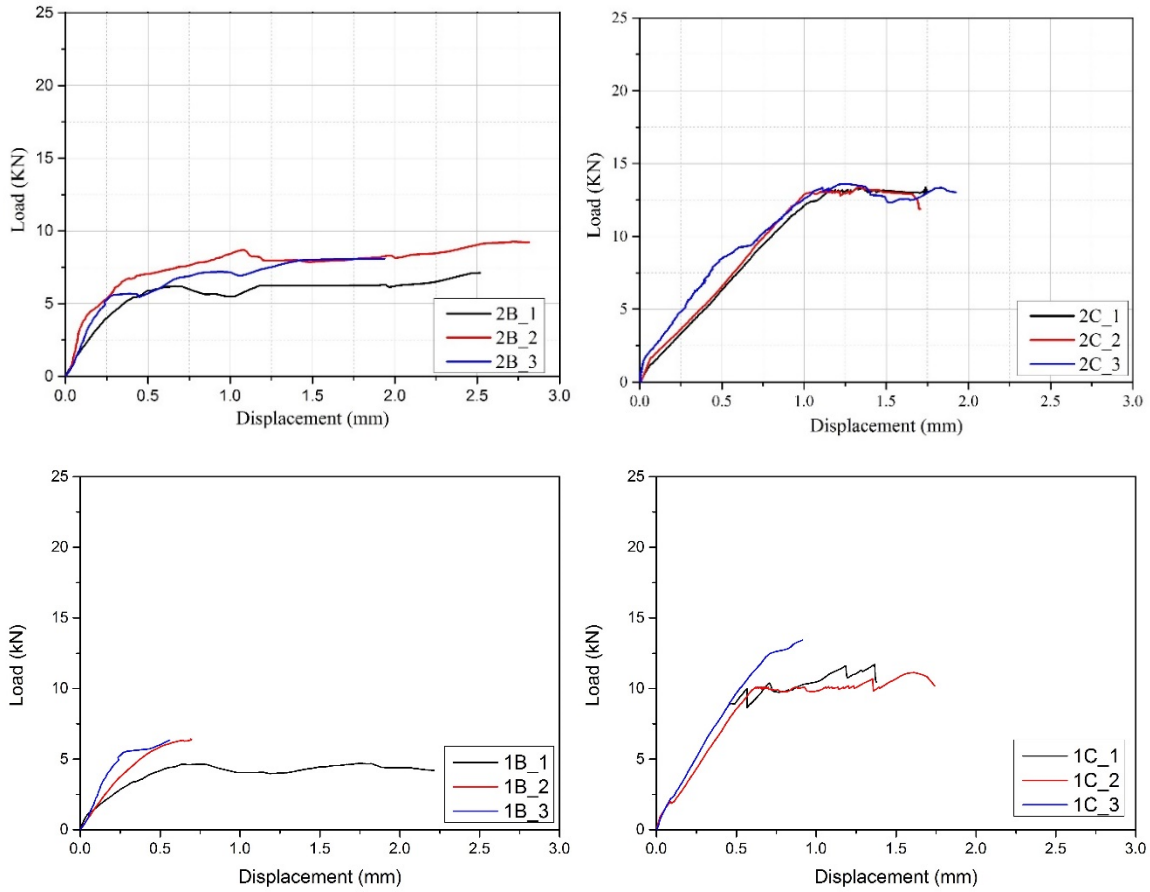 25
20
15
10
5
0
Load (KN)
2B_1
2B_2
2B_3
0.0 0.5 1.0 1.5 2.0 2.5 3.0
Displacement (mm)
25
20
15
10
5
0
Load (KN)
2C_1
2C_2
2C_3
0.0 0.5 1.0 1.5 2.0 2.5 3.0
Displacement (mm)
25
20
15
10
5
0
Load (kN)
1B_1
1B_2
1B_3
0.0 0.5 1.0 1.5 2.0 2.5 3.0
Displacement (mm)
25
20
15
10
5
0
Load (kN)
1C_1
1C_2
1C_3
0.0 0.5 1.0 1.5 2.0 2.5 3.0
Displacement (mm)